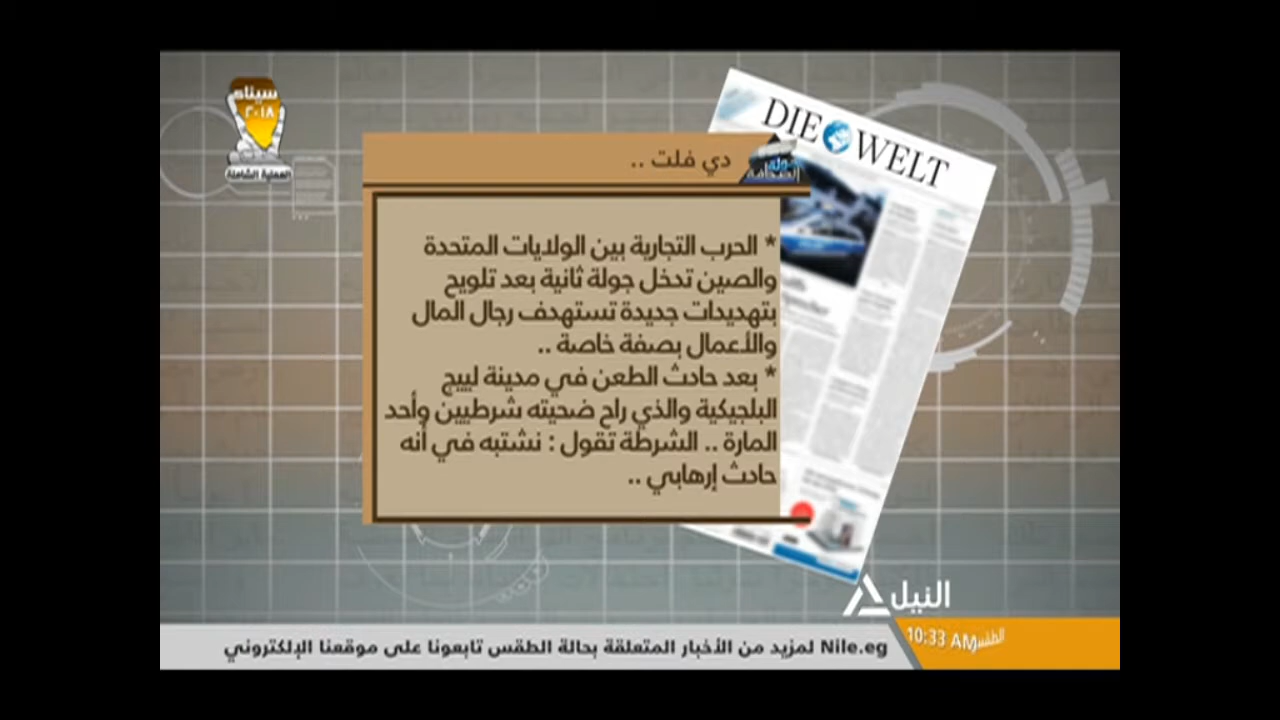 سيناء
٢٠١٨
العملية الشاملة
DIE WELT
جولة
الصحافة
دي فلت ..
* الحرب التجارية بين الولايات المتحدة
والصين تدخل جولة ثانية بعد تلويح
بتهديدات جديدة تستهدف رجال المال
والأعمال بصفة خاصة ..
* بعد حادث الطعن في مدينة لييج
البلجيكية والذي راح ضحيته شرطيين وأحد
المارة .. الشرطة تقول : نشتبه في أنه
حادث إرهابي ..
النيل
10:33 AM
الطقس
Nile.eg لمزيد من الأخبار المتعلقة بحالة الطقس تابعونا على موقعنا الإلكتروني